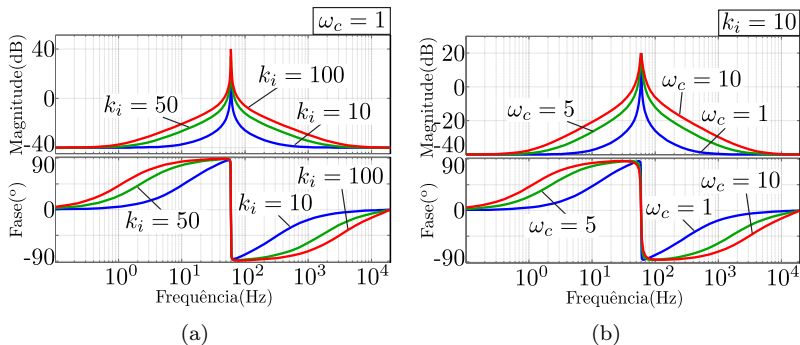 ω_c = 1
Magnitude(dB)
40
0
-40
k_i = 50
k_i = 100
k_i = 10
Fase(°)
90
0
-90
k_i = 50
k_i = 10
k_i = 100
10^0
10^1
10^2
10^3
10^4
Frequência(Hz)
(a)
k_i = 10
Magnitude(dB)
20
0
-20
-40
ω_c = 5
ω_c = 10
ω_c = 1
Fase(°)
90
0
-90
ω_c = 5
ω_c = 1
ω_c = 10
10^0
10^1
10^2
10^3
10^4
Frequência(Hz)
(b)